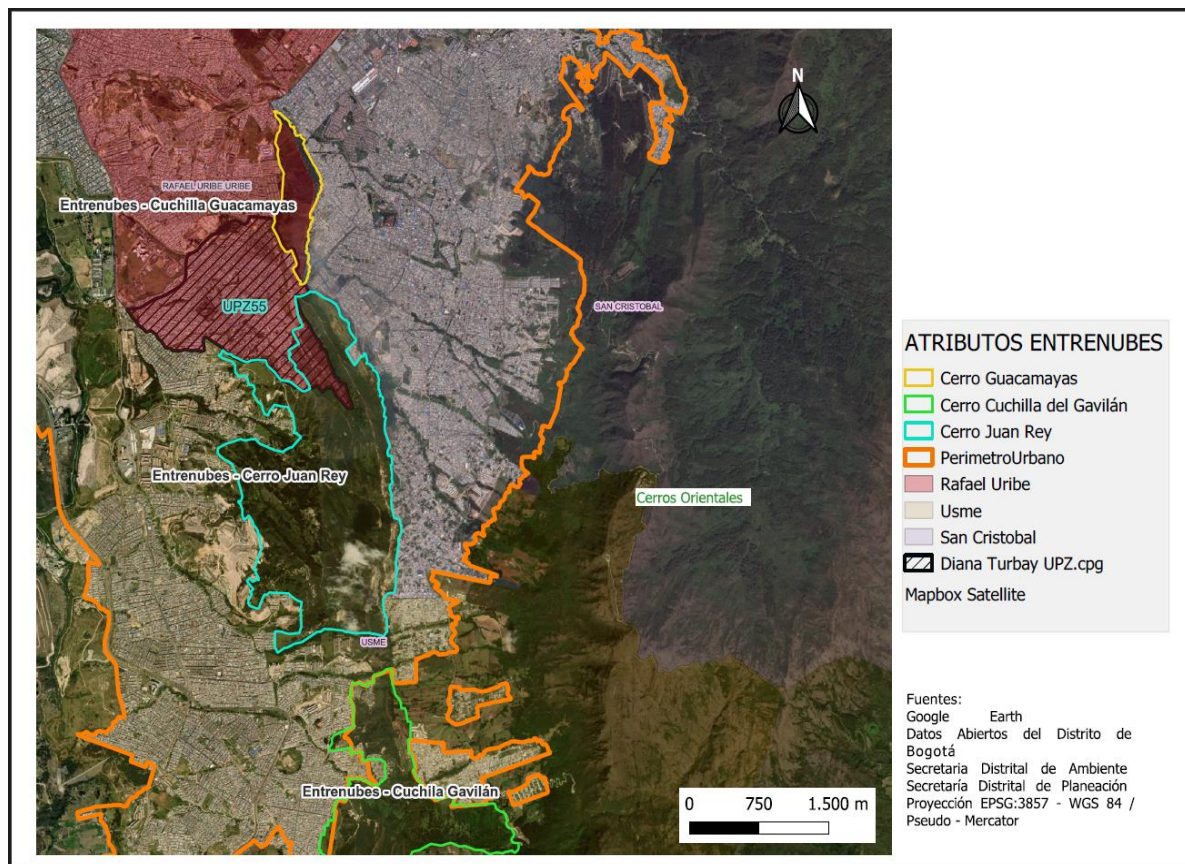 N
RAFAEL URIBE URIBE
Entrenubes - Cuchilla Guacamayas
UPZ55
SAN CRISTOBAL
Entrenubes - Cerro Juan Rey
Cerros Orientales
USME
Entrenubes - Cuchila Gavilán
0 750 1.500 m
ATRIBUTOS ENTRENUBES
Cerro Guacamayas
Cerro Cuchilla del Gavilán
Cerro Juan Rey
PerimetroUrbano
Rafael Uribe
Usme
San Cristobal
Diana Turbay UPZ.cpg
Mapbox Satellite
Fuentes:
Google Earth
Datos Abiertos del Distrito de
Bogotá
Secretaria Distrital de Ambiente
Secretaría Distrital de Planeación
Proyección EPSG:3857 - WGS 84 /
Pseudo - Mercator